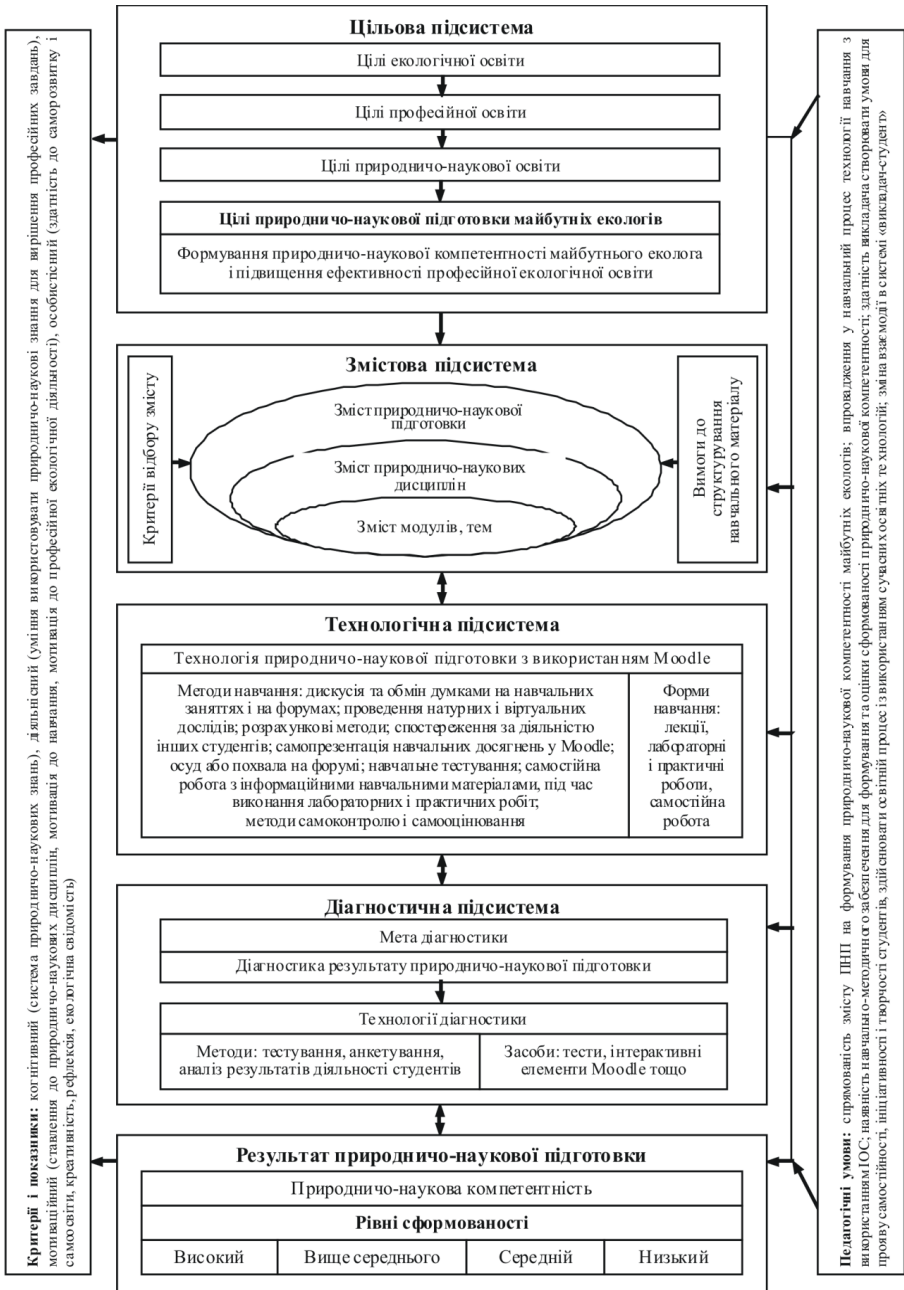 Критерії і показники: когнітивний (система природничо-наукових знань), діяльнісний (уміння використовувати природничо-наукові знання для вирішення професійних завдань),
мотиваційний (ставлення до природничо-наукових дисциплін, мотивація до навчання, мотивація до професійної екологічної діяльності), особистісний (здатність до саморозвитку і
самоосвіти, креативність, рефлексія, екологічна свідомість)
Цільова підсистема
Цілі екологічної освіти
Цілі професійної освіти
Цілі природничо-наукової освіти
Цілі природничо-наукової підготовки майбутніх екологів
Формування природничо-наукової компетентності майбутнього еколога
і підвищення ефективності професійної екологічної освіти
Змістова підсистема
Критерії відбору змісту
Зміст природничо-наукової
підготовки
Зміст природничо-наукових
дисциплін
Зміст модулів, тем
Вимоги до
структурування
навчального матеріалу
Технологічна підсистема
Технологія природничо-наукової підготовки з використанням Moodle
Методи навчання: дискусія та обмін думками на навчальних
заняттях і на форумах; проведення натурних і віртуальних
дослідів; розрахункові методи; спостереження за діяльністю
інших студентів; самопрезентація навчальних досягнень у Moodle;
осуд або похвала на форумі; навчальне тестування; самостійна
робота з інформаційними навчальними матеріалами, під час
виконання лабораторних і практичних робіт;
методи самоконтролю і самооцінювання
Форми
навчання:
лекції,
лабораторні
і практичні
роботи,
самостійна
робота
Діагностична підсистема
Мета діагностики
Діагностика результату природничо-наукової підготовки
Технології діагностики
Методи: тестування, анкетування,
аналіз результатів діяльності студентів
Засоби: тести, інтерактивні
елементи Moodle тощо
Результат природничо-наукової підготовки
Природничо-наукова компетентність
Рівні сформованості
Високий
Вище середнього
Середній
Низький
Педагогічні умови: спрямованість змісту ПНП на формування природничо-наукової компетентності майбутніх екологів; впровадження у навчальний процес технології навчання з
використанням ІОС; наявність навчально-методичного забезпечення для формування та оцінки сформованості природничо-наукової компетентності; здатність викладача створювати умови для
прояву самостійності, ініціативності і творчості студентів, здійснювати освітній процес із використанням сучасних освітніх технологій; зміна взаємодії в системі «викладач-студент»